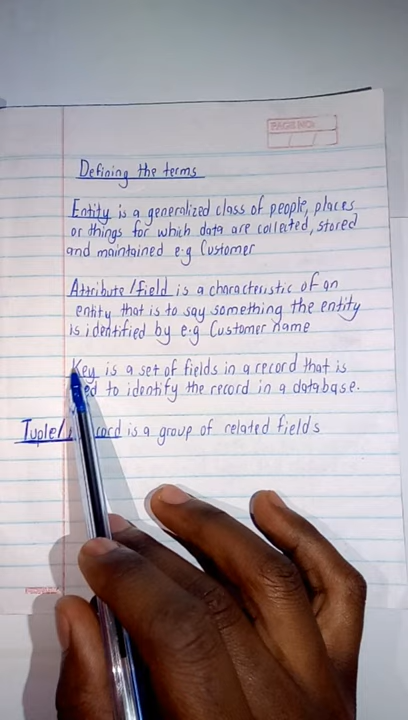 PAGE NO:
Defining the terms
Entity is a generalized class of people, places
or things for which data are collected, stored
and maintained e.g Customer
Attribute/field is a characteristic of an
entity that is to say something the entity
is identified by e.g Customer name
Key is a set of fields in a record that is
to identify the record in a database.
Tuple/ is a group of related fields